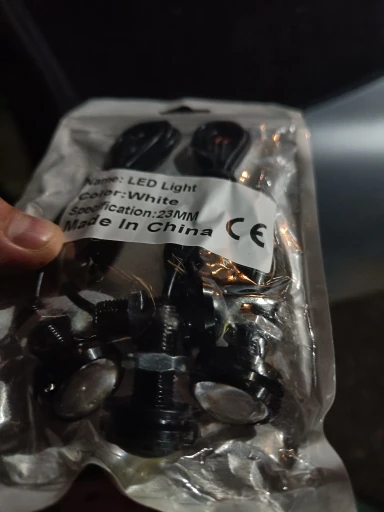 Name: LED Light
Color:White
Specification:23MM
Made In China
CE